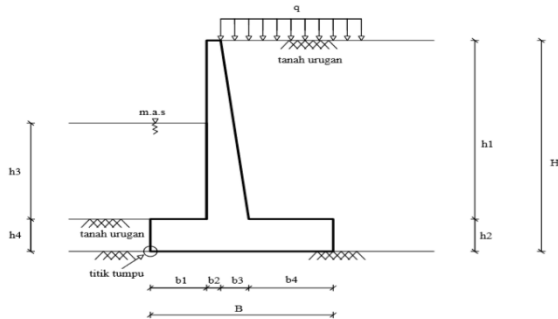 q
tanah urugan
m.a.s
h3
h1
H
h4
tanah urugan
h2
titik tumpu
b1
b2
b3
b4
B